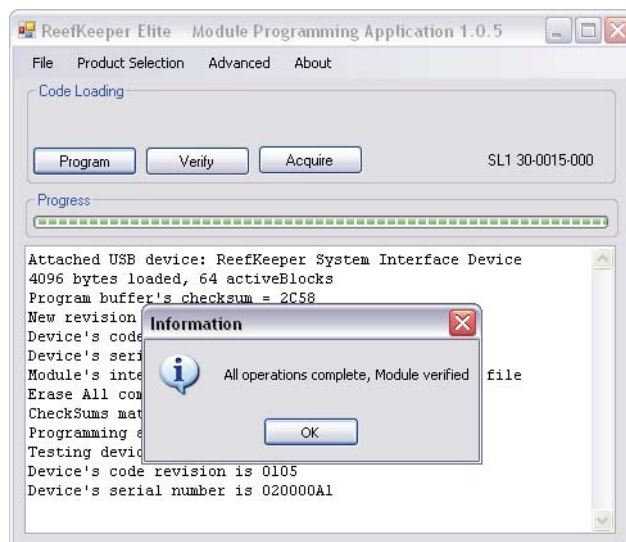 ReefKeeper Elite Module Programming Application 1.0.5
File Product Selection Advanced About
Code Loading
Program Verify Acquire SL1 30-0015-000
Progress
Attached USB device: ReefKeeper System Interface Device
4096 bytes loaded, 64 activeBlocks
Program buffer's checksum = 2C58
New revision
Information
Device's code
Device's seri
Module's inte
All operations complete, Module verified
file
Erase All com
CheckSums mat
OK
Programming a
Testing devic
Device's code revision is 0105
Device's serial number is 020000A1